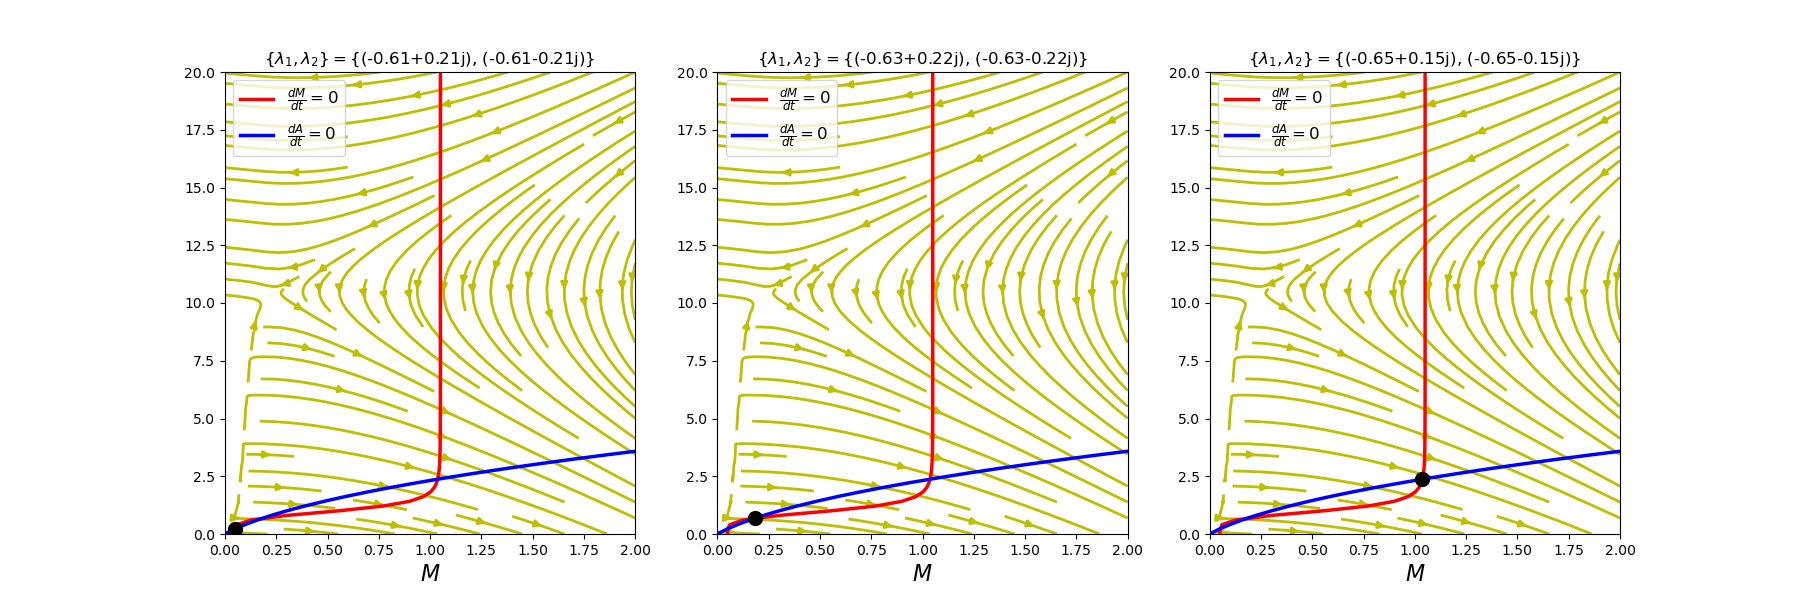 {λ₁, λ₂} = {(-0.61+0.21j), (-0.61-0.21j)}
20.0
17.5
15.0
12.5
10.0
7.5
5.0
2.5
0.0
dM/dt = 0
dA/dt = 0
0.00 0.25 0.50 0.75 1.00 1.25 1.50 1.75 2.00
M
{λ₁, λ₂} = {(-0.63+0.22j), (-0.63-0.22j)}
20.0
17.5
15.0
12.5
10.0
7.5
5.0
2.5
0.0
dM/dt = 0
dA/dt = 0
0.00 0.25 0.50 0.75 1.00 1.25 1.50 1.75 2.00
M
{λ₁, λ₂} = {(-0.65+0.15j), (-0.65-0.15j)}
20.0
17.5
15.0
12.5
10.0
7.5
5.0
2.5
0.0
dM/dt = 0
dA/dt = 0
0.00 0.25 0.50 0.75 1.00 1.25 1.50 1.75 2.00
M